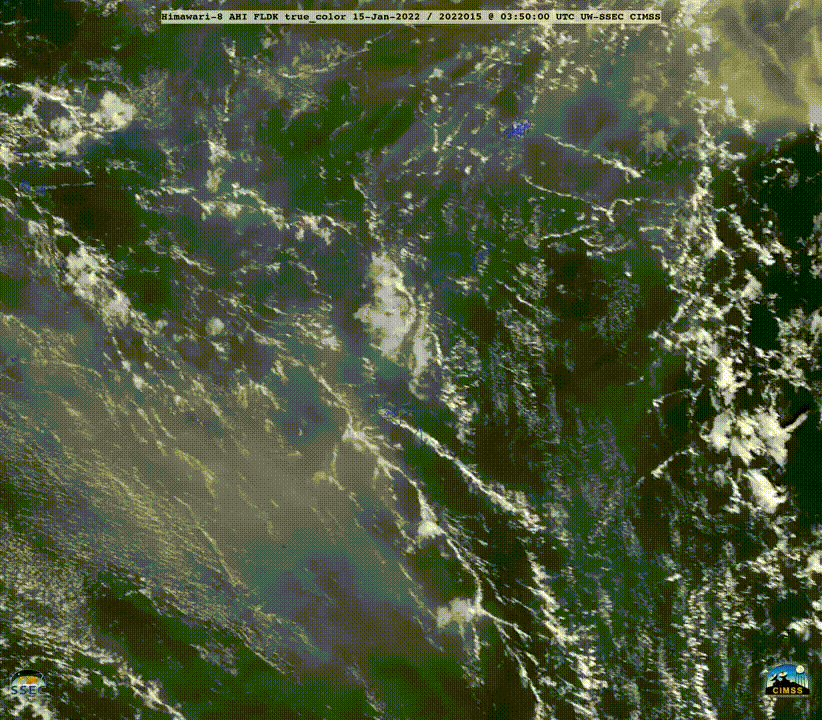 Himawari-8 AHI FLDK true_color 15-Jan-2022 / 2022015 @ 03:50:00 UTC UW-SSEC CIMSS
SSEC
CIMSS